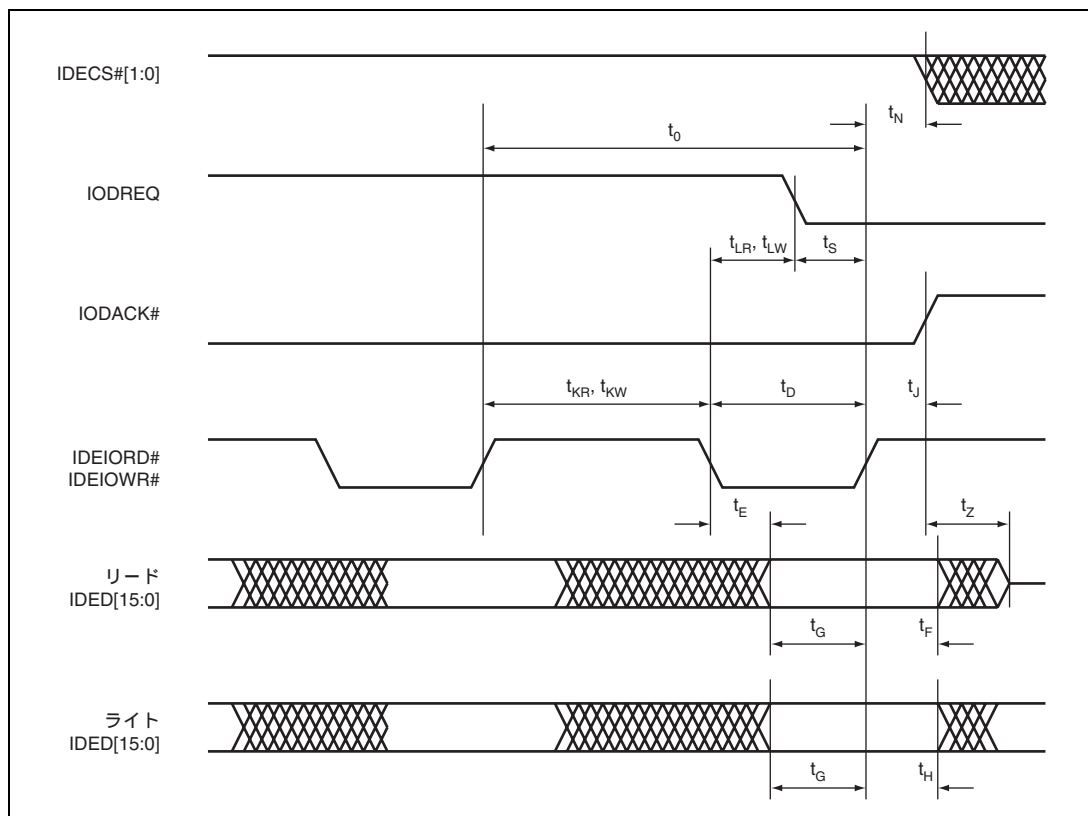 IDECS#[1:0]
tN
t0
IODREQ
tLR, tLW
tS
IODACK#
tKR, tKW
tD
tJ
IDEIORD#
IDEIOWR#
tE
tZ
リード
IDED[15:0]
tG
tF
ライト
IDED[15:0]
tG
tH